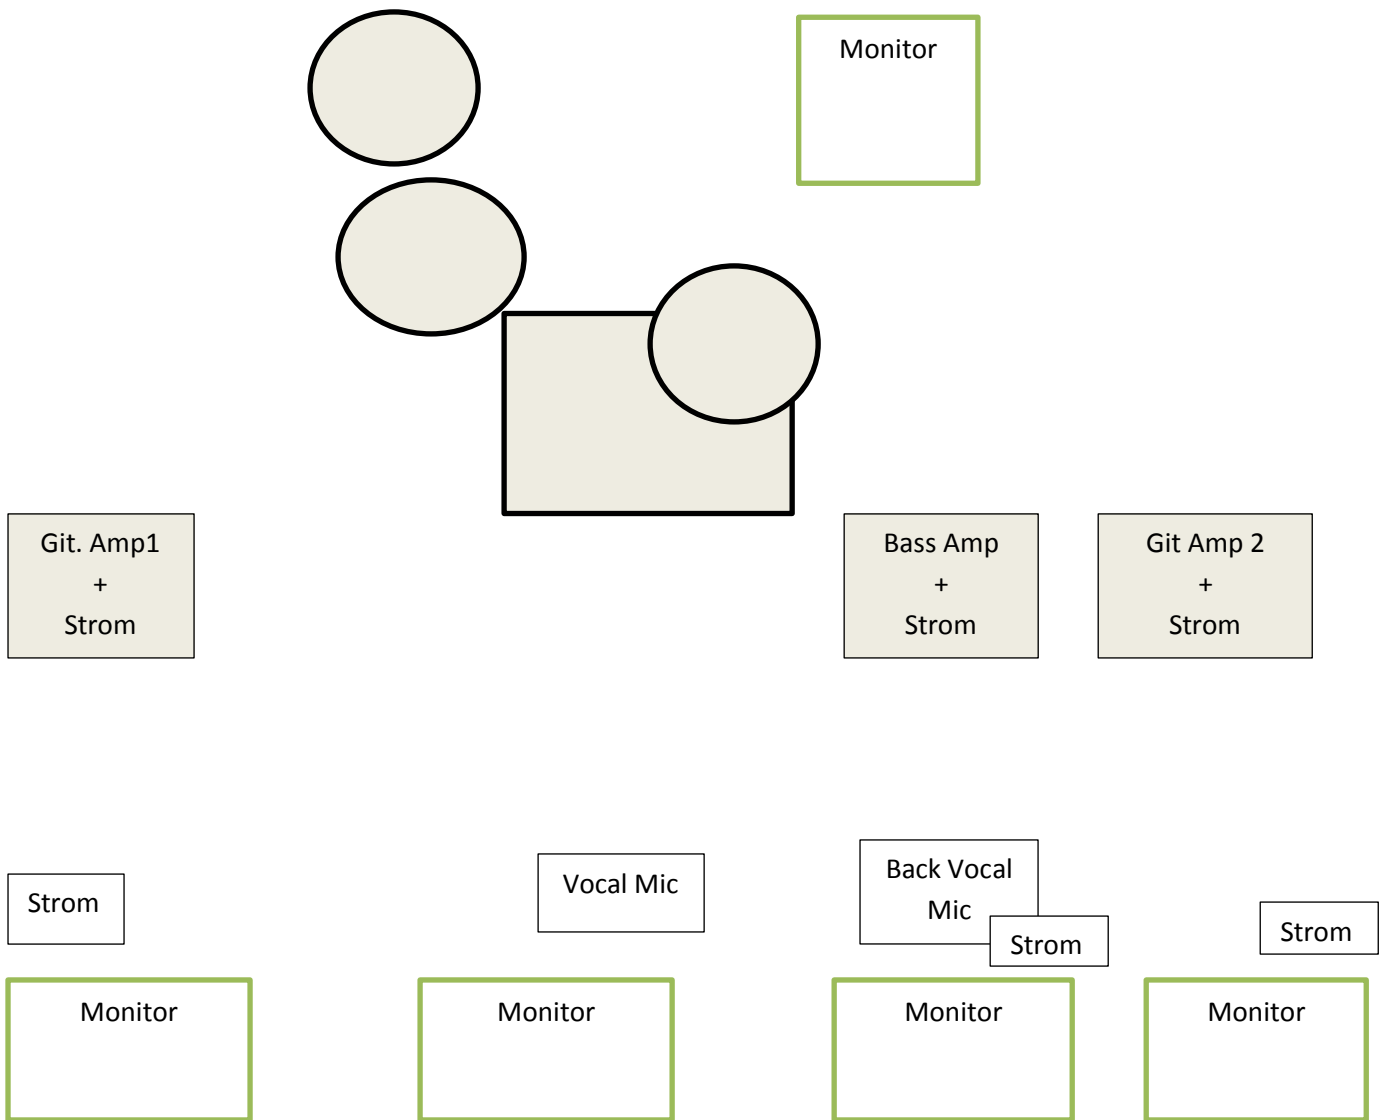 Monitor
Git. Amp1
+
Strom
Bass Amp
+
Strom
Git Amp 2
+
Strom
Strom
Vocal Mic
Back Vocal
Mic
Strom
Strom
Monitor
Monitor
Monitor
Monitor